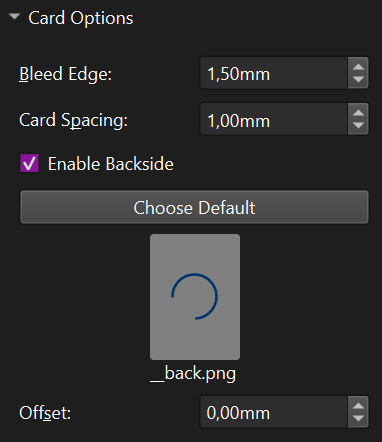 Card Options
Bleed Edge: 1,50mm
Card Spacing: 1,00mm
Enable Backside
Choose Default
__back.png
Offset: 0,00mm